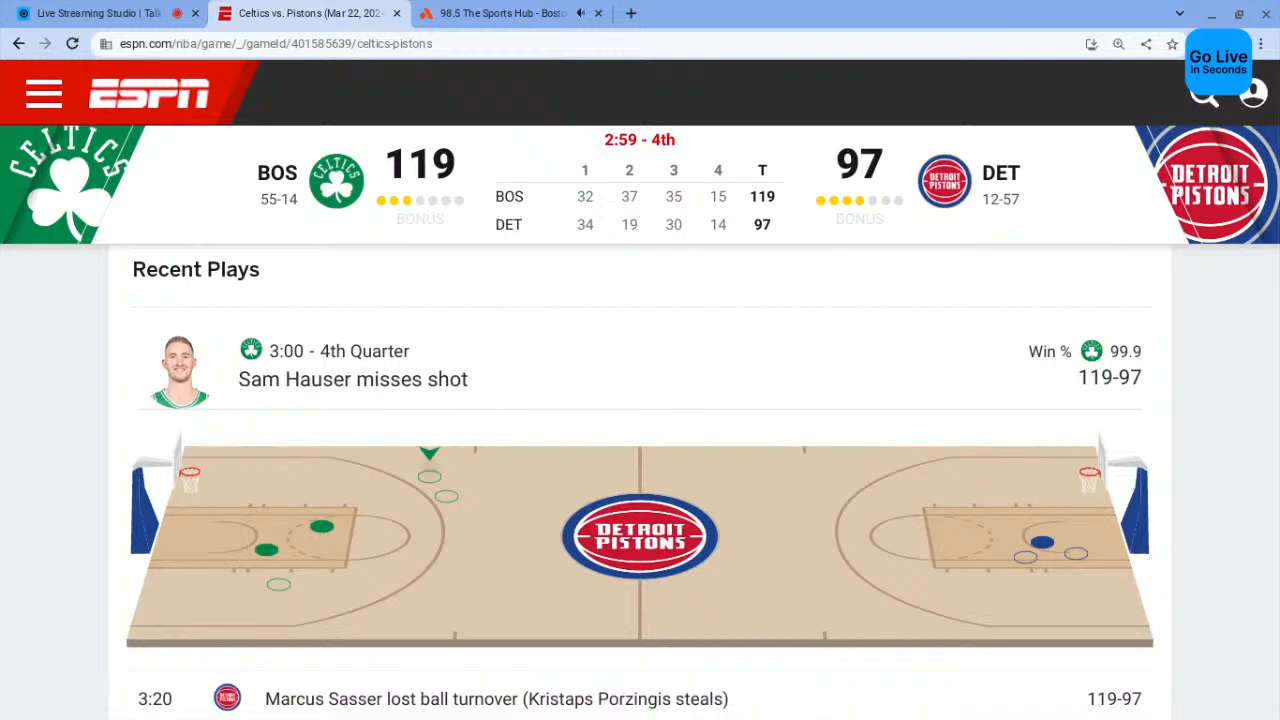 Live Streaming Studio | Talk
Celtics vs. Pistons (Mar 22, 2024
98.5 The Sports Hub - Bosto
espn.com/nba/game/_/gameId/401585639/celtics-pistons
Go Live
In Seconds
ESPN
CELTICS
BOS
55-14
CELTICS
119
BONUS
2:59 - 4th
1 2 3 4 T
BOS 32 37 35 15 119
DET 34 19 30 14 97
97
BONUS
DETROIT
PISTONS
DET
12-57
DETROIT
PISTONS
Recent Plays
3:00 - 4th Quarter
Sam Hauser misses shot
Win % 99.9
119-97
DETROIT
PISTONS
3:20 Marcus Sasser lost ball turnover (Kristaps Porzingis steals) 119-97